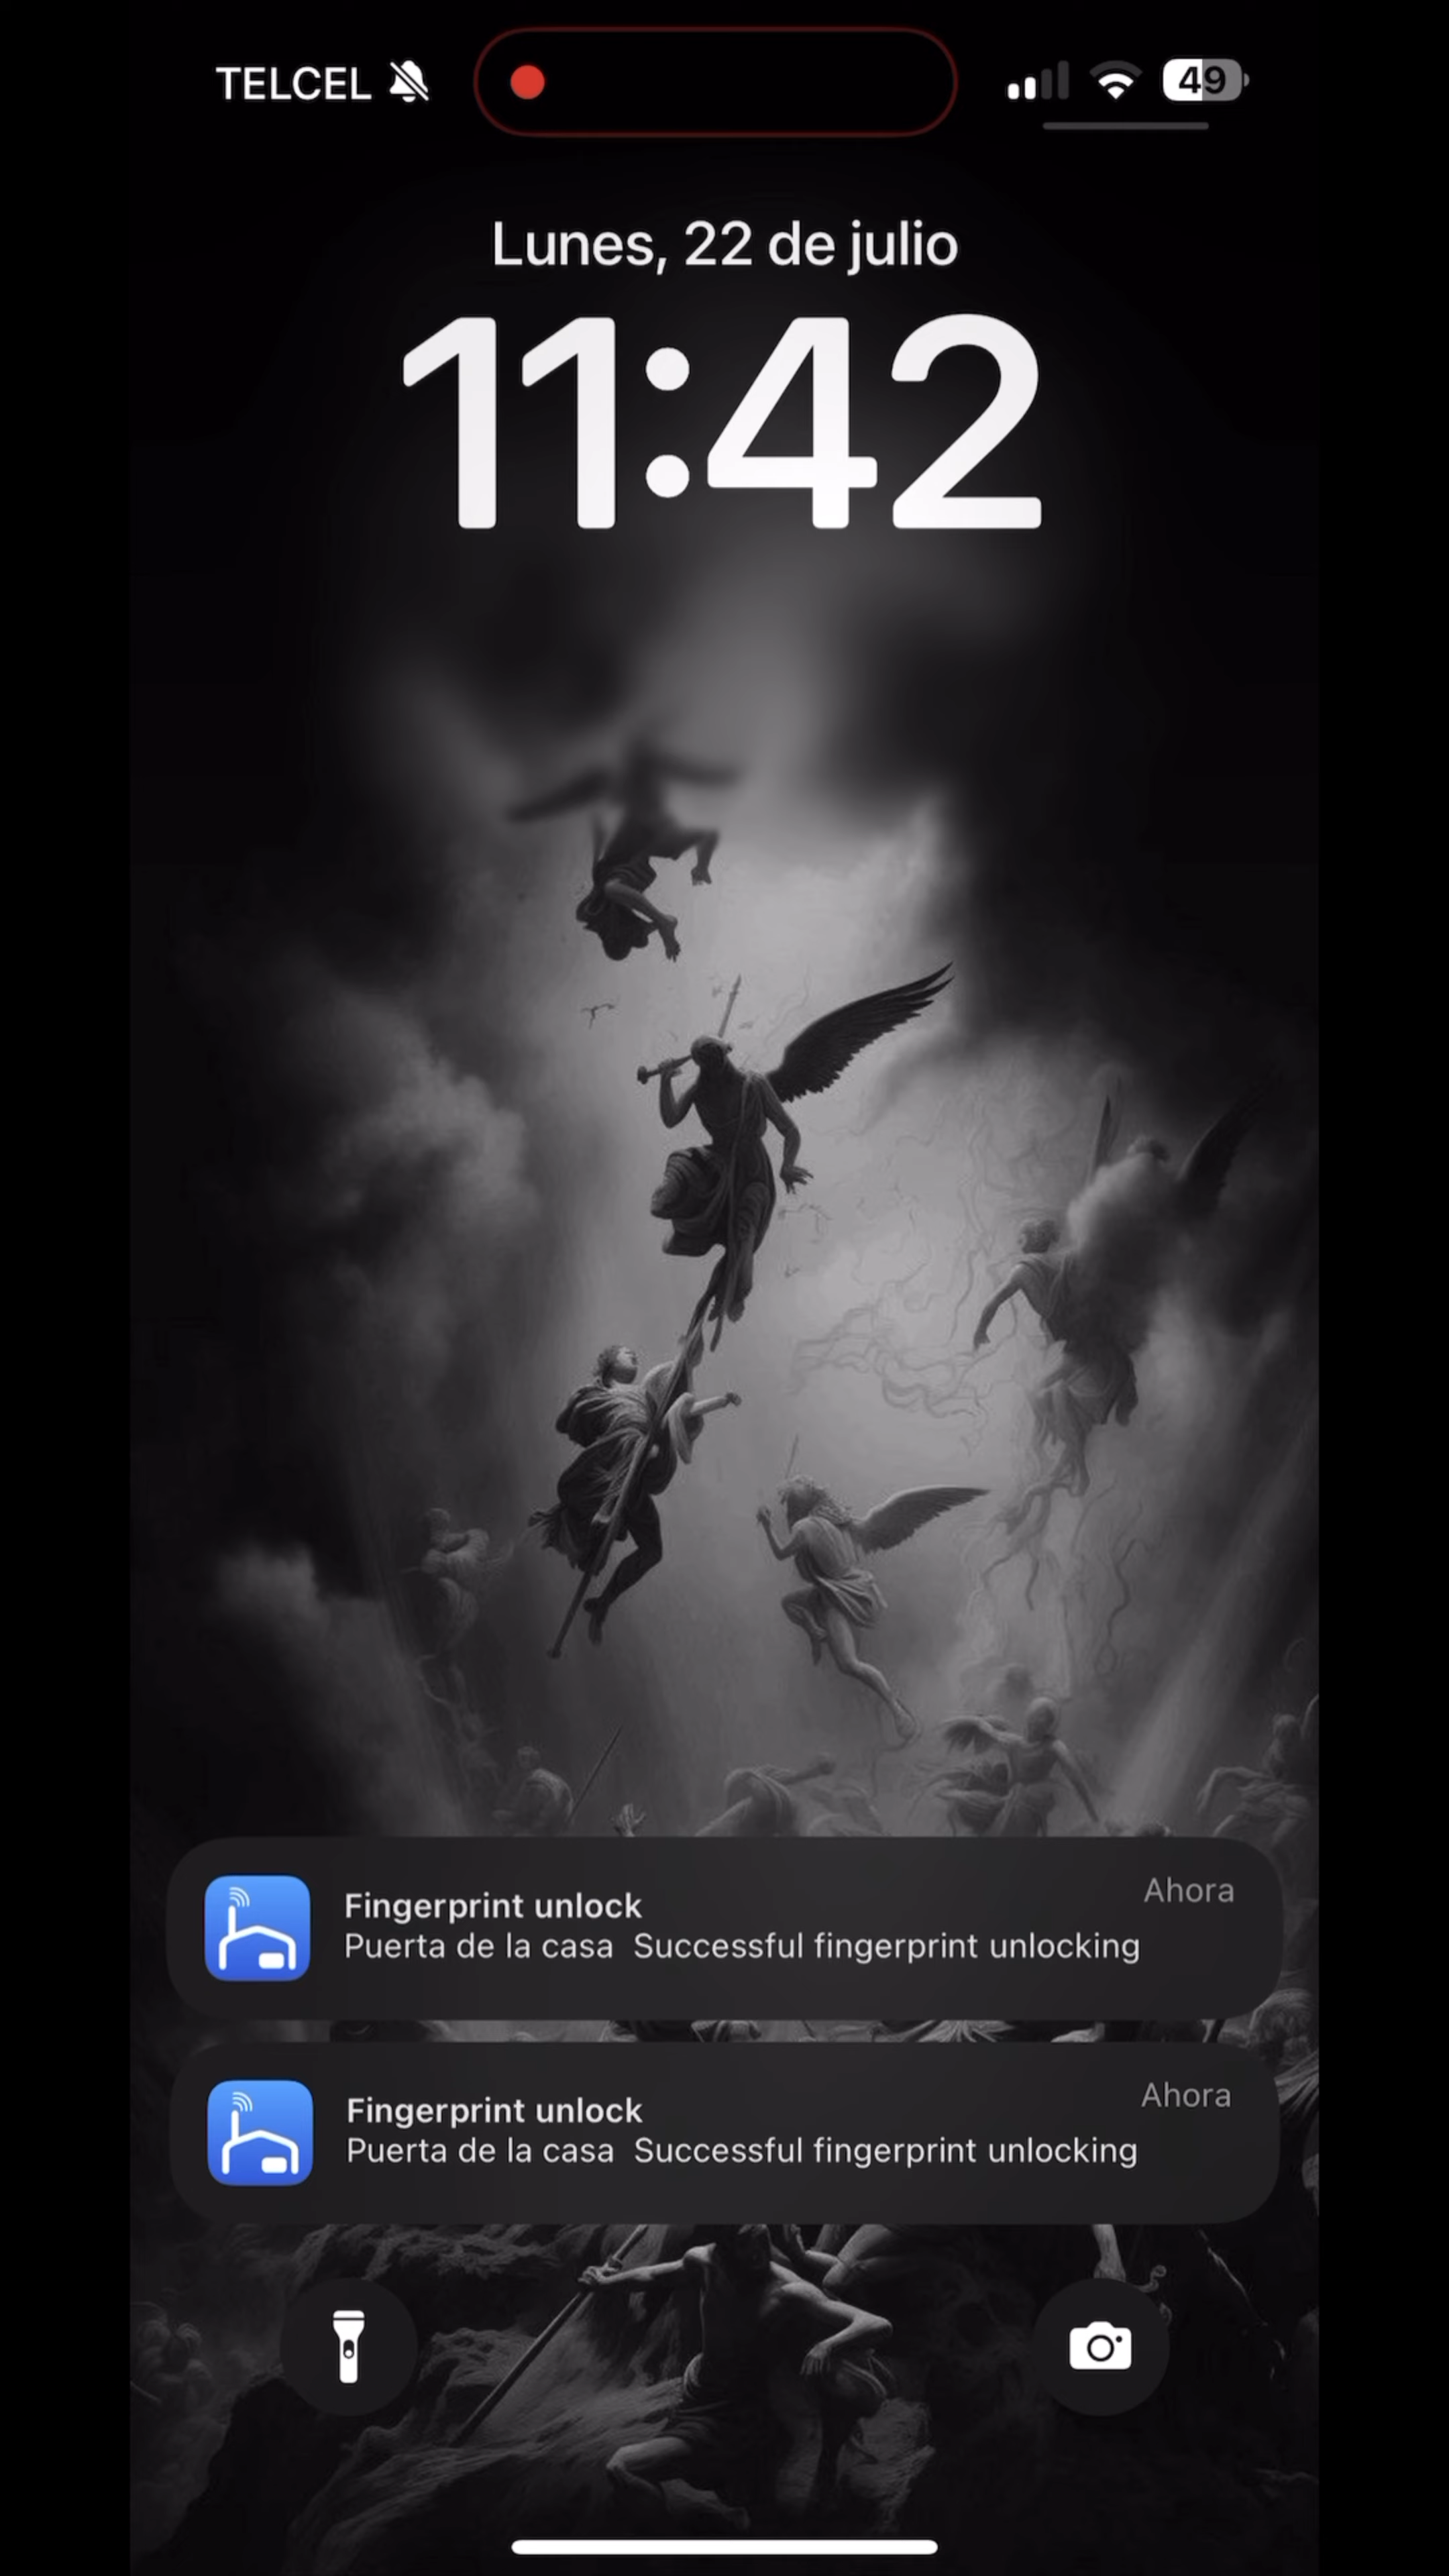 TELCEL 49
Lunes, 22 de julio
11:42
Fingerprint unlock Ahora
Puerta de la casa Successful fingerprint unlocking
Fingerprint unlock Ahora
Puerta de la casa Successful fingerprint unlocking